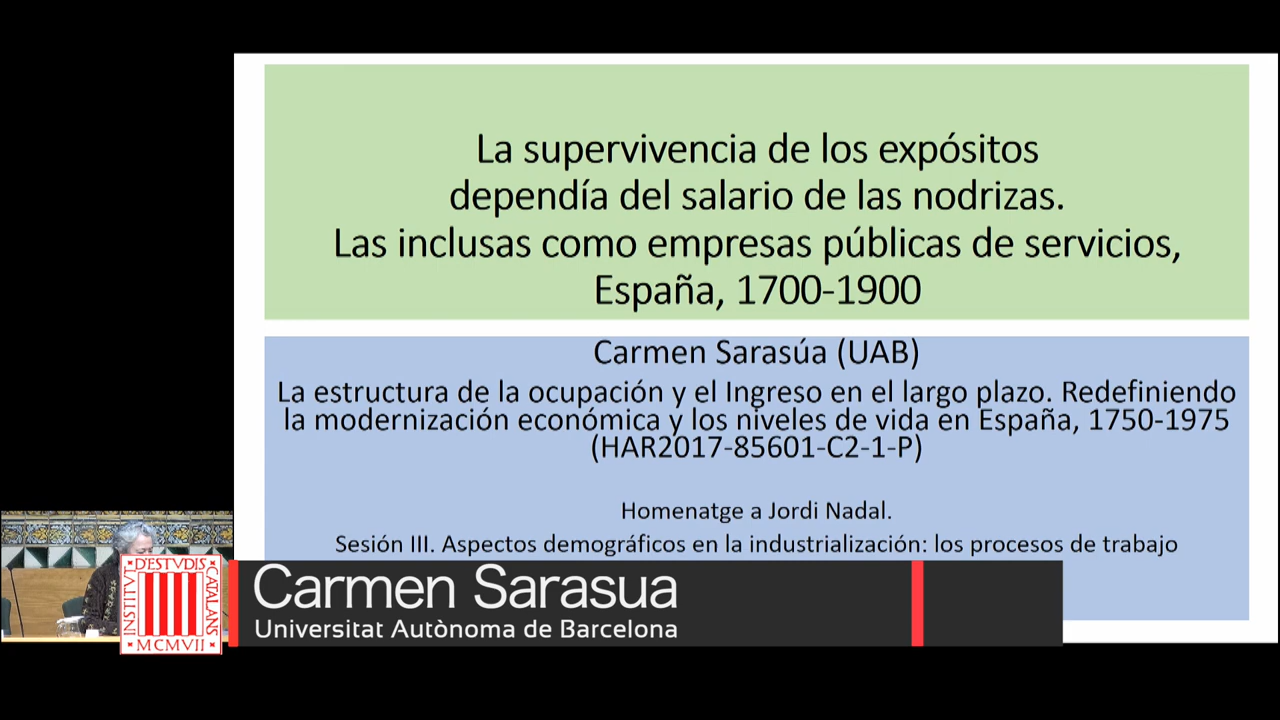 La supervivencia de los expósitos
dependía del salario de las nodrizas.
Las inclusas como empresas públicas de servicios,
España, 1700-1900
Carmen Sarasúa (UAB)
La estructura de la ocupación y el Ingreso en el largo plazo. Redefiniendo
la modernización económica y los niveles de vida en España, 1750-1975
(HAR2017-85601-C2-1-P)
Homenatge a Jordi Nadal.
Sesión III. Aspectos demográficos en la industrialización: los procesos de trabajo
INSTITVT D'ESTVDIS CATALANS
MCMVII
Carmen Sarasua
Universitat Autònoma de Barcelona